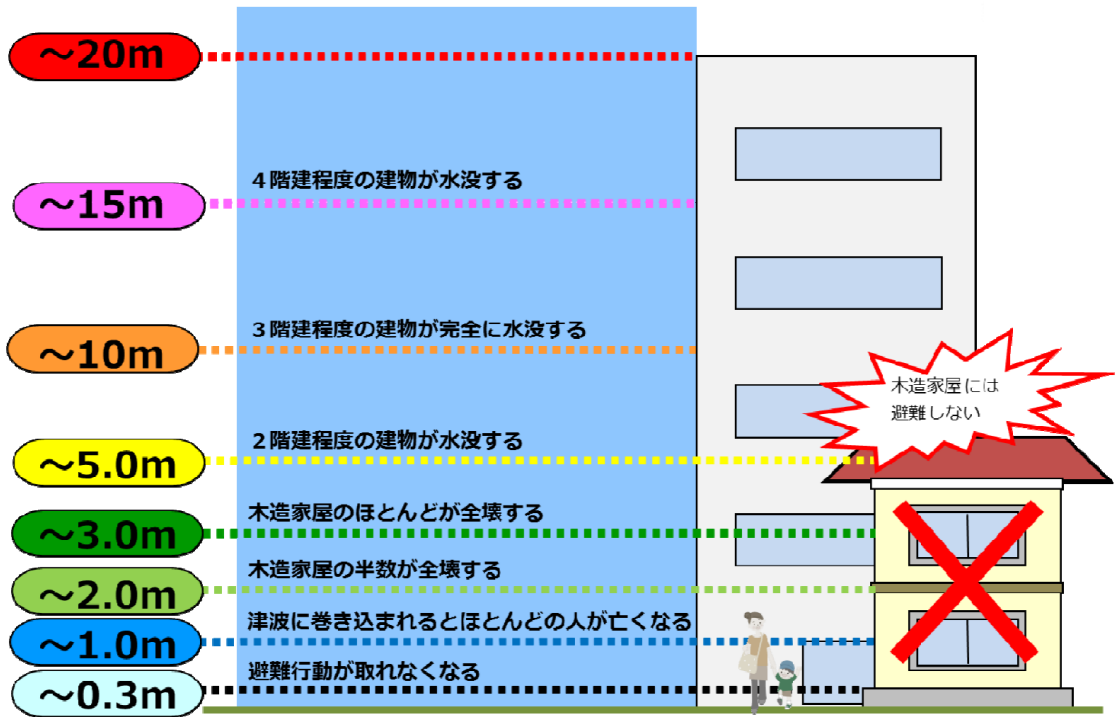 ～20m
４階建程度の建物が水没する
～15m
３階建程度の建物が完全に水没する
～10m
木造家屋には
避難しない
２階建程度の建物が水没する
～5.0m
木造家屋のほとんどが全壊する
～3.0m
木造家屋の半数が全壊する
～2.0m
津波に巻き込まれるとほとんどの人が亡くなる
～1.0m
避難行動が取れなくなる
～0.3m